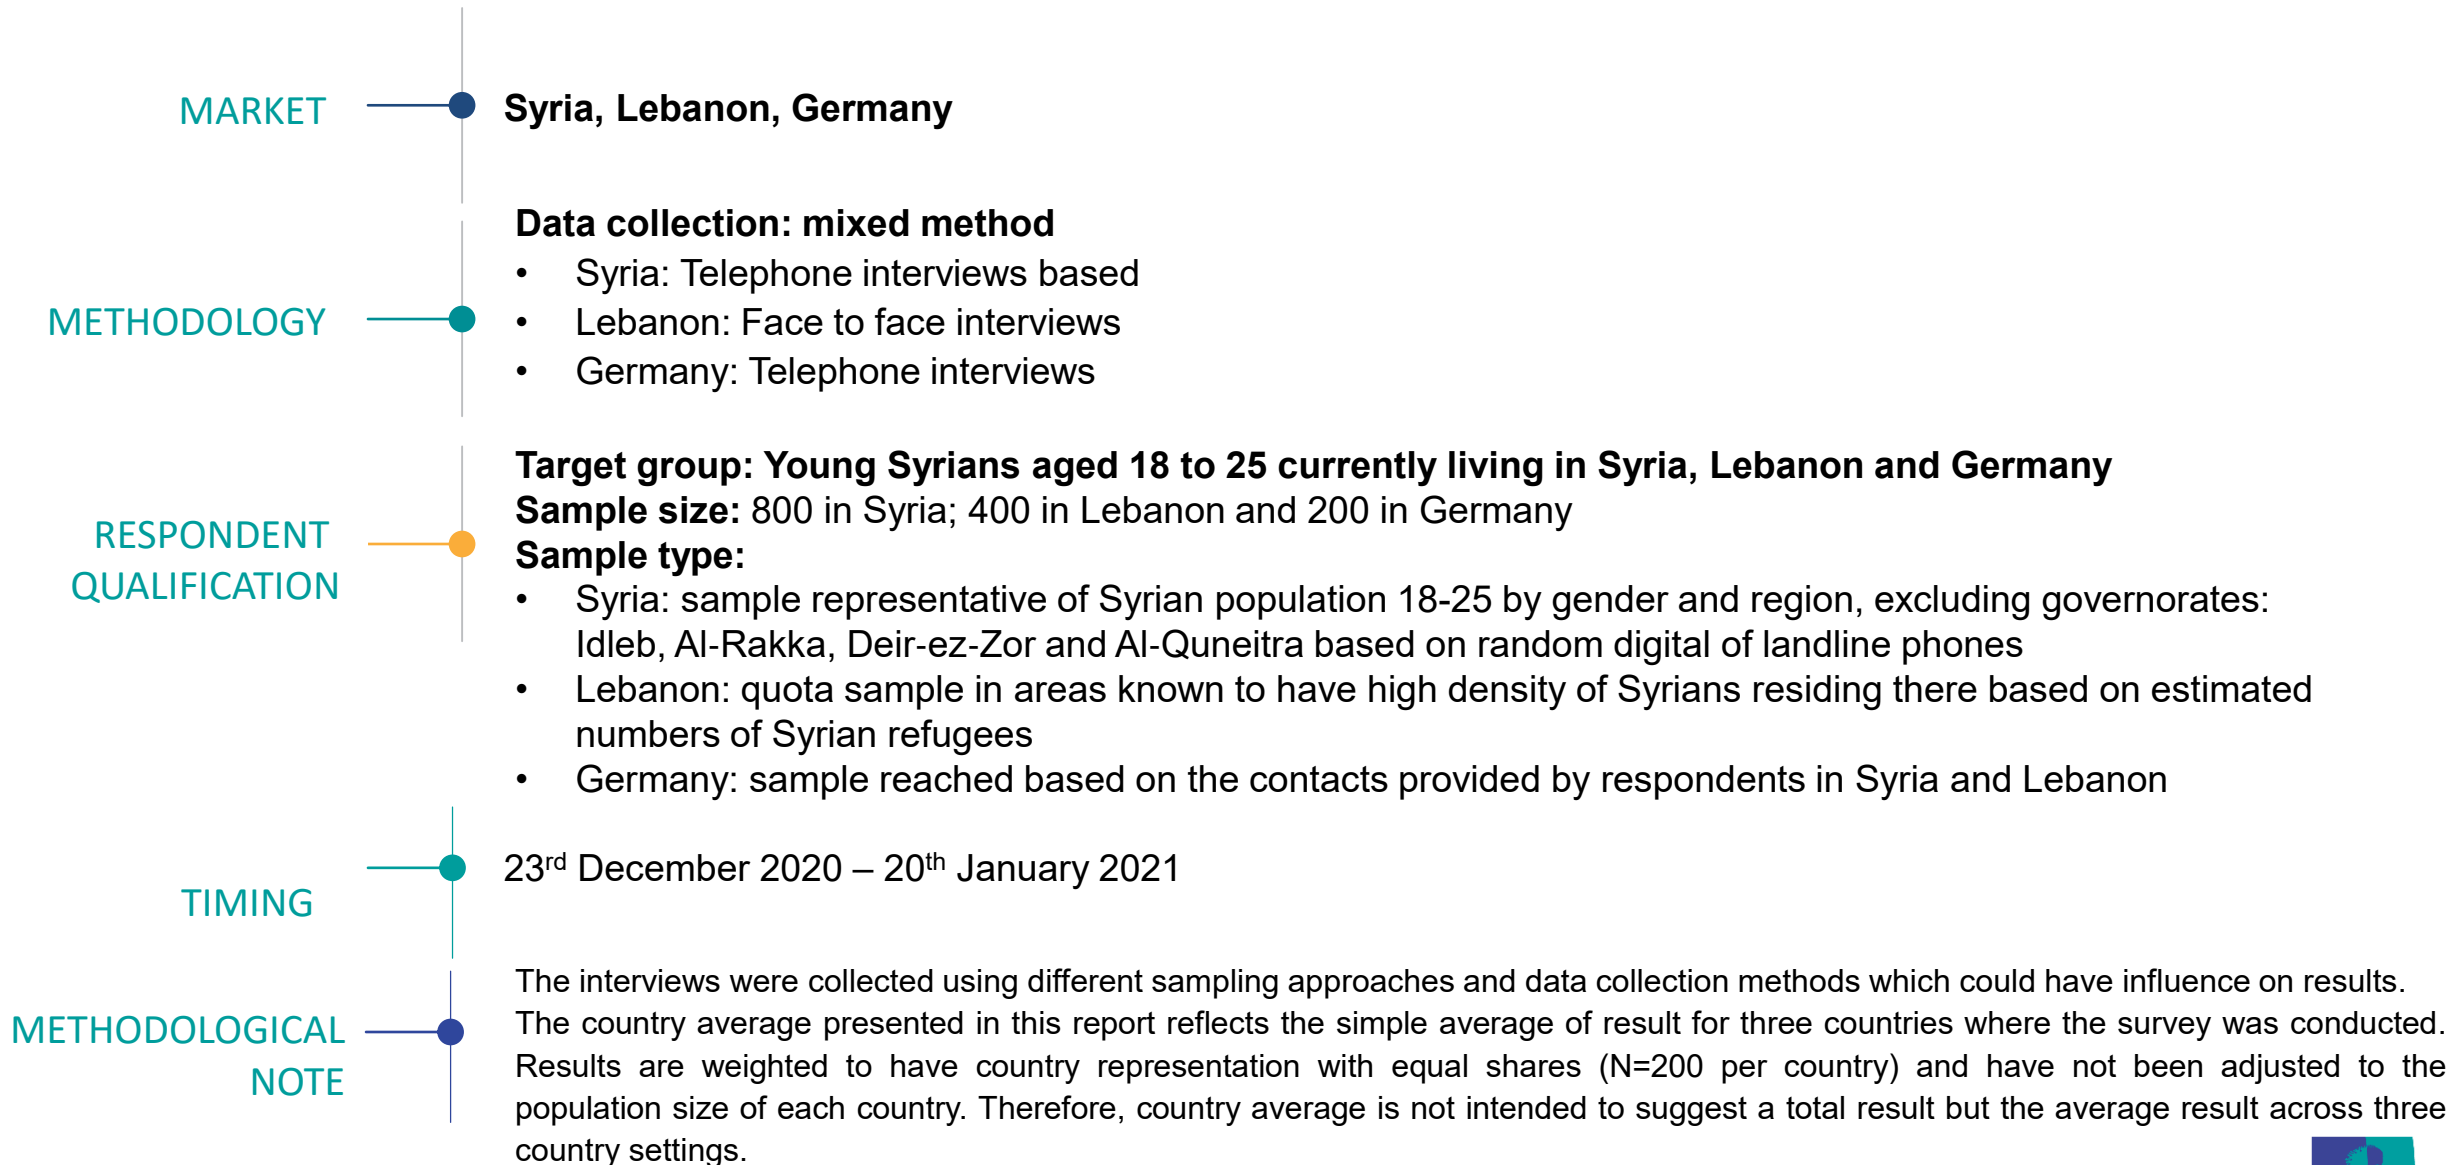 MARKET
Syria, Lebanon, Germany
METHODOLOGY
Data collection: mixed method
• Syria: Telephone interviews based
• Lebanon: Face to face interviews
• Germany: Telephone interviews
RESPONDENT
QUALIFICATION
Target group: Young Syrians aged 18 to 25 currently living in Syria, Lebanon and Germany
Sample size: 800 in Syria; 400 in Lebanon and 200 in Germany
Sample type:
• Syria: sample representative of Syrian population 18-25 by gender and region, excluding governorates:
Idleb, Al-Rakka, Deir-ez-Zor and Al-Quneitra based on random digital of landline phones
• Lebanon: quota sample in areas known to have high density of Syrians residing there based on estimated
numbers of Syrian refugees
• Germany: sample reached based on the contacts provided by respondents in Syria and Lebanon
TIMING
23rd December 2020 – 20th January 2021
METHODOLOGICAL
NOTE
The interviews were collected using different sampling approaches and data collection methods which could have influence on results.
The country average presented in this report reflects the simple average of result for three countries where the survey was conducted.
Results are weighted to have country representation with equal shares (N=200 per country) and have not been adjusted to the
population size of each country. Therefore, country average is not intended to suggest a total result but the average result across three
country settings.